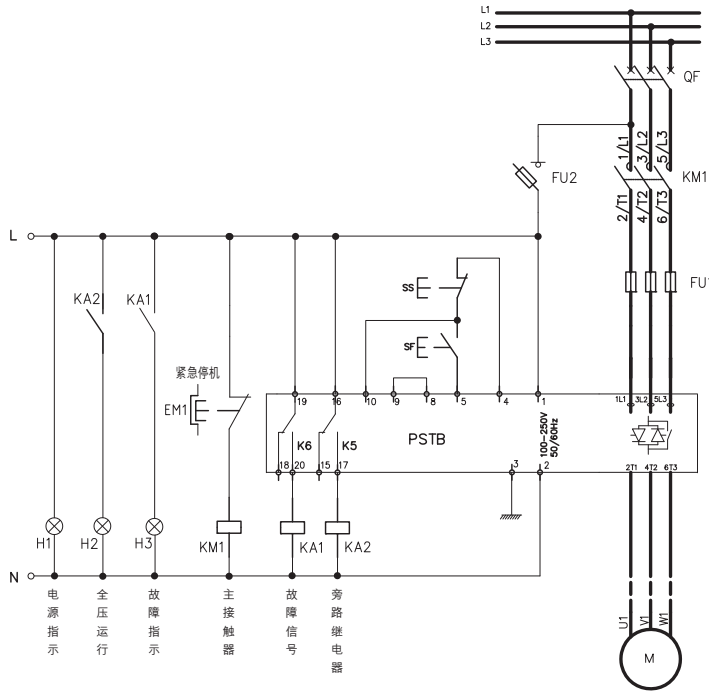 L1
L2
L3
QF
1/L1
3/L2
5/L3
FU2
KM1
2/T1
4/T2
6/T3
L
KA2
KA1
SS
FU
SF
紧急停机
EM1
19
16
10
9
8
5
4
1
1L1
3L2
5L3
K6
K5
PSTB
100-250V
50/60Hz
18
20
15
17
3
2
2T1
4T2
6T3
H1
H2
H3
KM1
KA1
KA2
N
电源指示
全压运行
故障指示
主接触器
故障信号
旁路继电器
U1
V1
W1
M